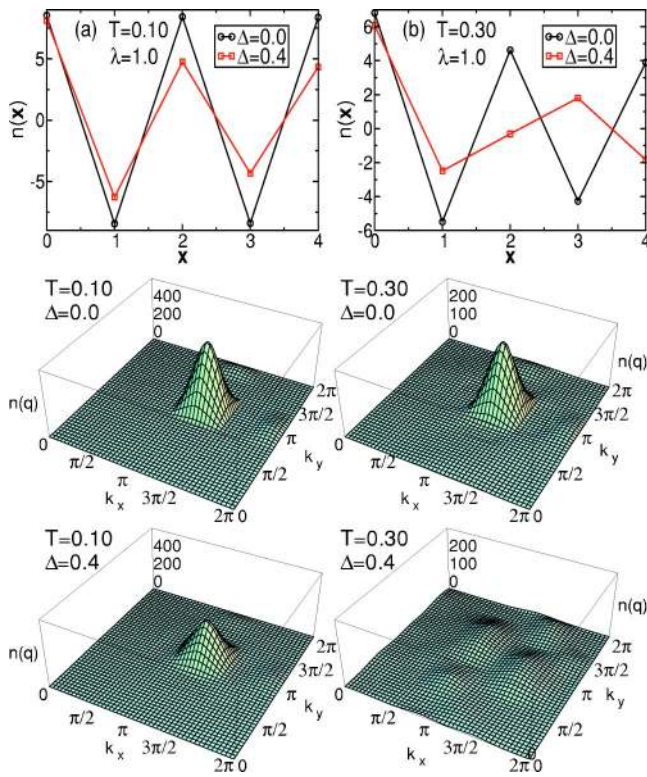 (a) T=0.10 Δ=0.0
λ=1.0 Δ=0.4
n(x)
5
0
-5
0 1 2 3 4
x
(b) T=0.30 Δ=0.0
λ=1.0 Δ=0.4
n(x)
6
4
2
0
-2
-4
-6
0 1 2 3 4
x
T=0.10
Δ=0.0
400
200
0
n(q)
0 π/2 π 3π/2 2π
k_x
0 π/2 π 3π/2 2π
k_y
T=0.30
Δ=0.0
200
100
0
n(q)
0 π/2 π 3π/2 2π
k_x
0 π/2 π 3π/2 2π
k_y
T=0.10
Δ=0.4
400
200
0
n(q)
0 π/2 π 3π/2 2π
k_x
0 π/2 π 3π/2 2π
k_y
T=0.30
Δ=0.4
200
100
0
n(q)
0 π/2 π 3π/2 2π
k_x
0 π/2 π 3π/2 2π
k_y